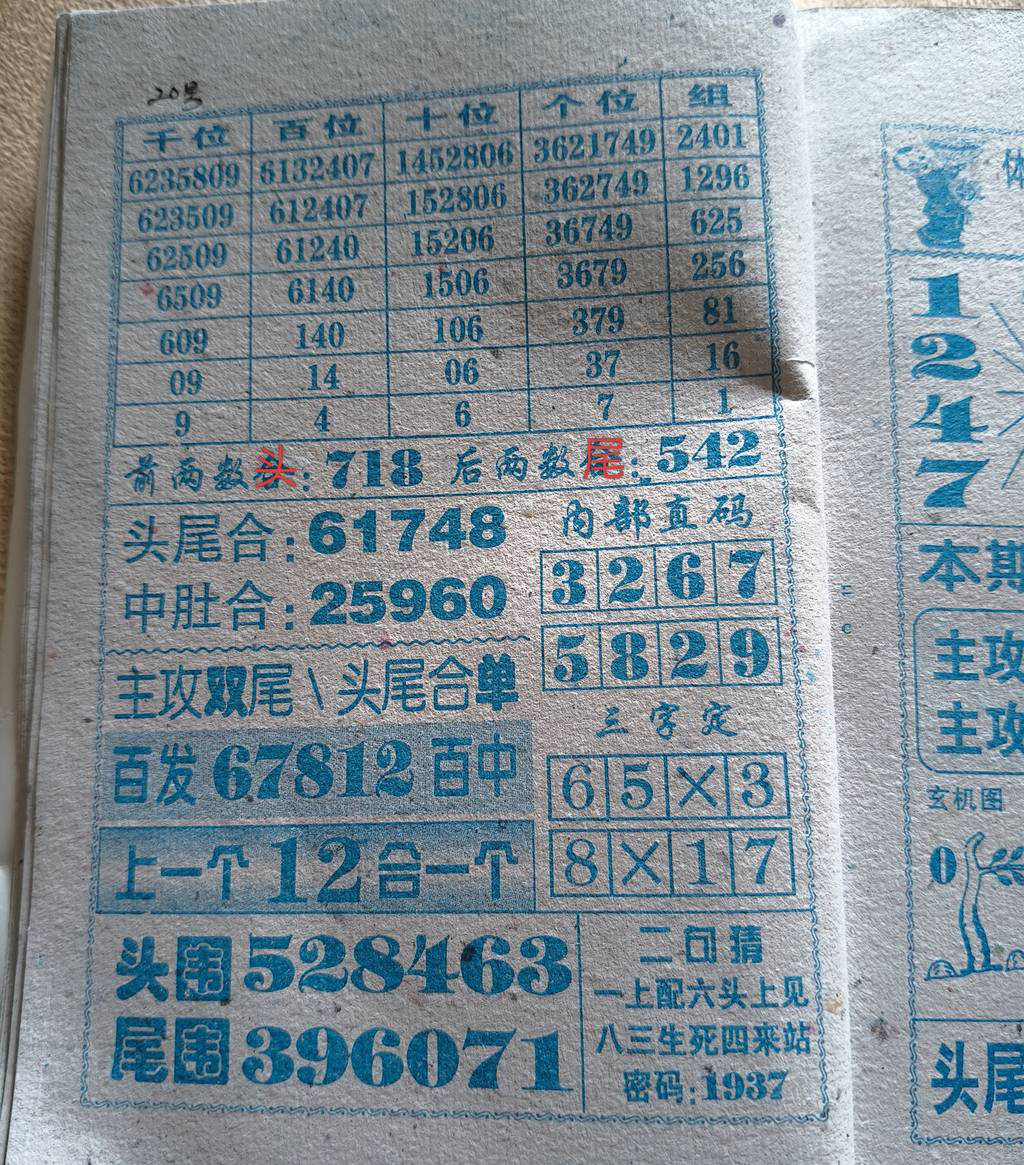 20号
千位 百位 十位 个位 组
6235809 6132407 1452806 3621749 2401
623509 612407 152806 362749 1296
62509 61240 15206 36749 625
6509 6140 1506 3679 256
609 140 106 379 81
09 14 06 37 16
9 4 6 7 1
前两数头:718 后两数尾:542
头尾合:61748
中肚合:25960
内部直码
3267
5829
主攻双尾\头尾合单
三字定
65×3
8×17
百发67812百中
上一个12合一个
头围528463
尾围396071
二句猜
一上配六头上见
八三生死四来站
密码:1937
体
1
2
4
7
本期
主攻
主攻
玄机图
0
头尾